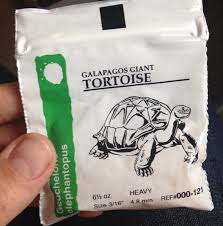 GALAPAGOS GIANT
TORTOISE
Geochelone
elephantopus
6½ oz. HEAVY
Size 3/16" 4.8 mm REF#000-121